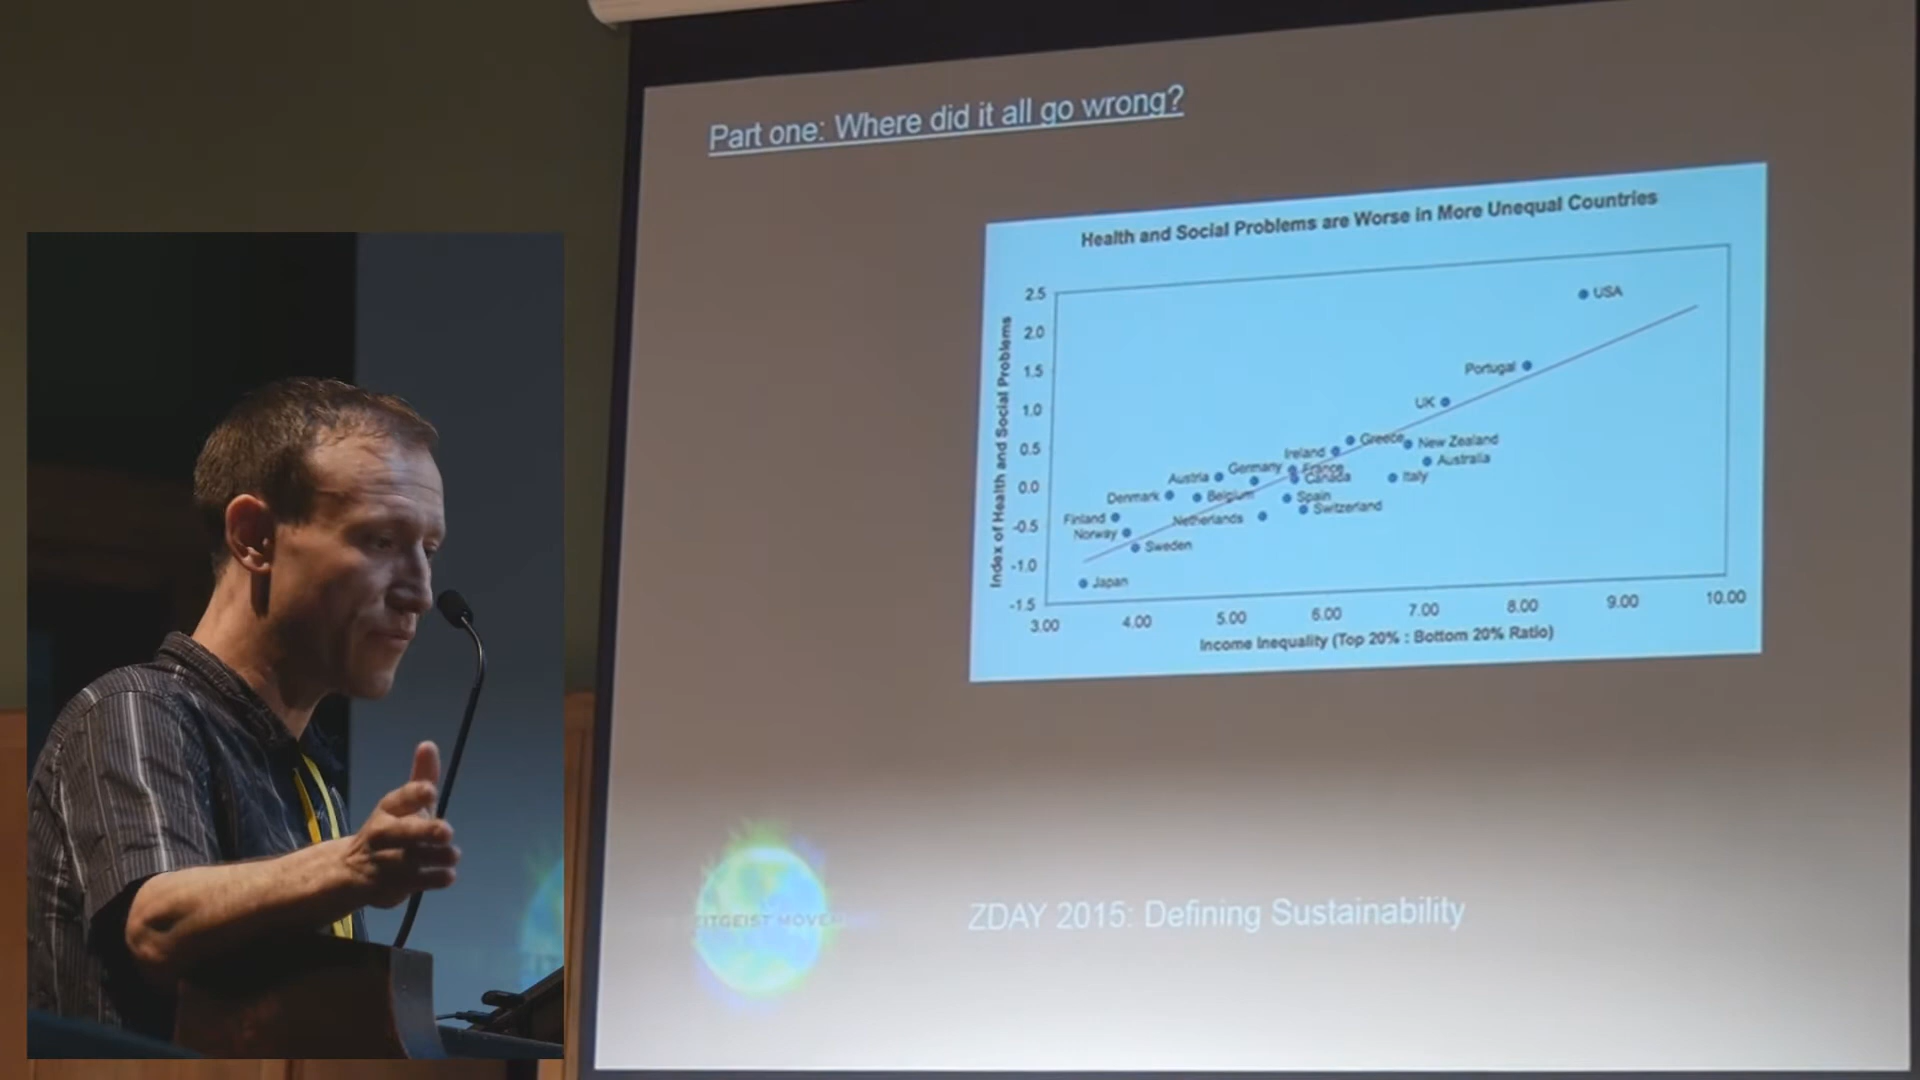 Part one: Where did it all go wrong?
Health and Social Problems are Worse in More Unequal Countries
Index of Health and Social Problems
2.5
2.0
1.5
1.0
0.5
0.0
-0.5
-1.0
-1.5
USA
Portugal
UK
Greece
New Zealand
Ireland
Australia
Germany
France
Austria
Canada
Italy
Denmark
Belgium
Spain
Switzerland
Finland
Netherlands
Norway
Sweden
Japan
3.00 4.00 5.00 6.00 7.00 8.00 9.00 10.00
Income Inequality (Top 20% : Bottom 20% Ratio)
EITGEIST MOVEM
ZDAY 2015: Defining Sustainability